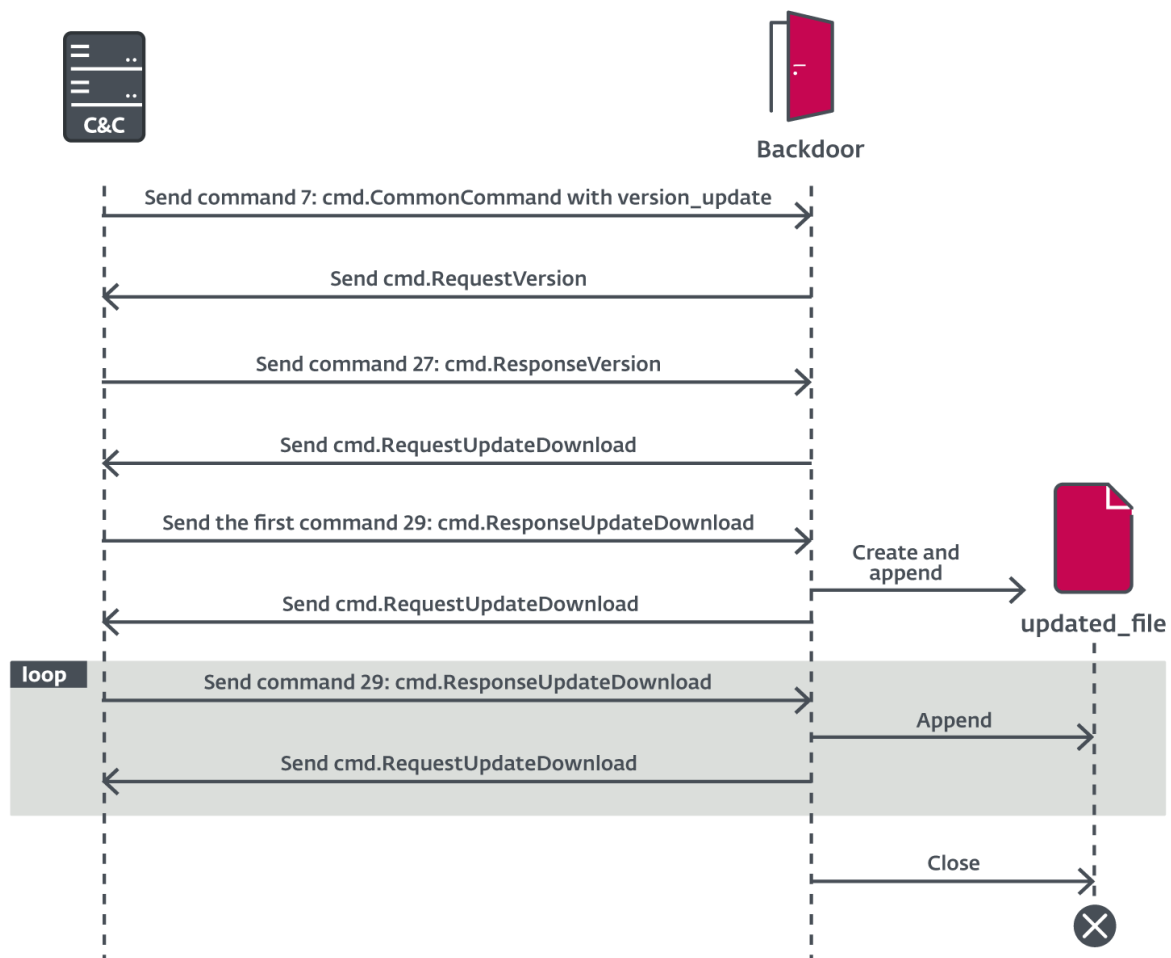 C&C
Backdoor
Send command 7: cmd.CommonCommand with version_update
Send cmd.RequestVersion
Send command 27: cmd.ResponseVersion
Send cmd.RequestUpdateDownload
Send the first command 29: cmd.ResponseUpdateDownload
Create and
append
Send cmd.RequestUpdateDownload
updated_file
loop
Send command 29: cmd.ResponseUpdateDownload
Append
Send cmd.RequestUpdateDownload
Close